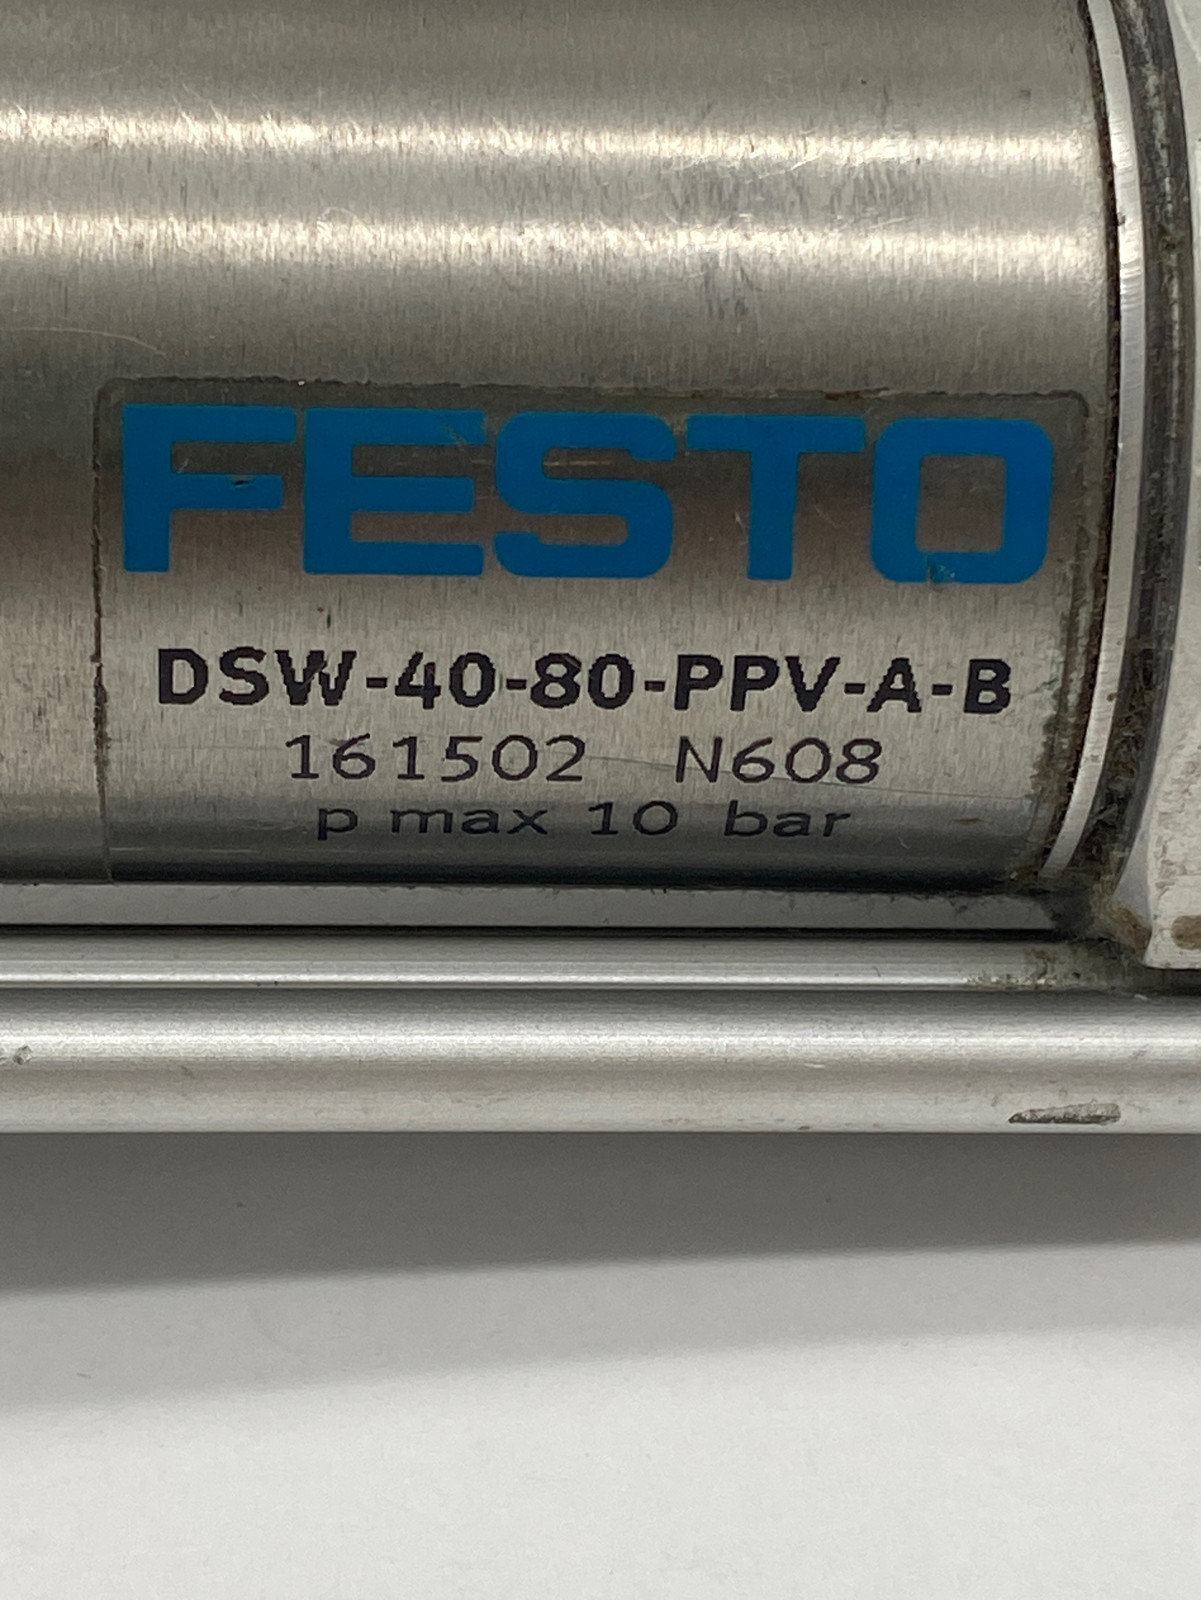 FESTO
DSW-40-80-PPV-A-B
161502 N608
p max 10 bar